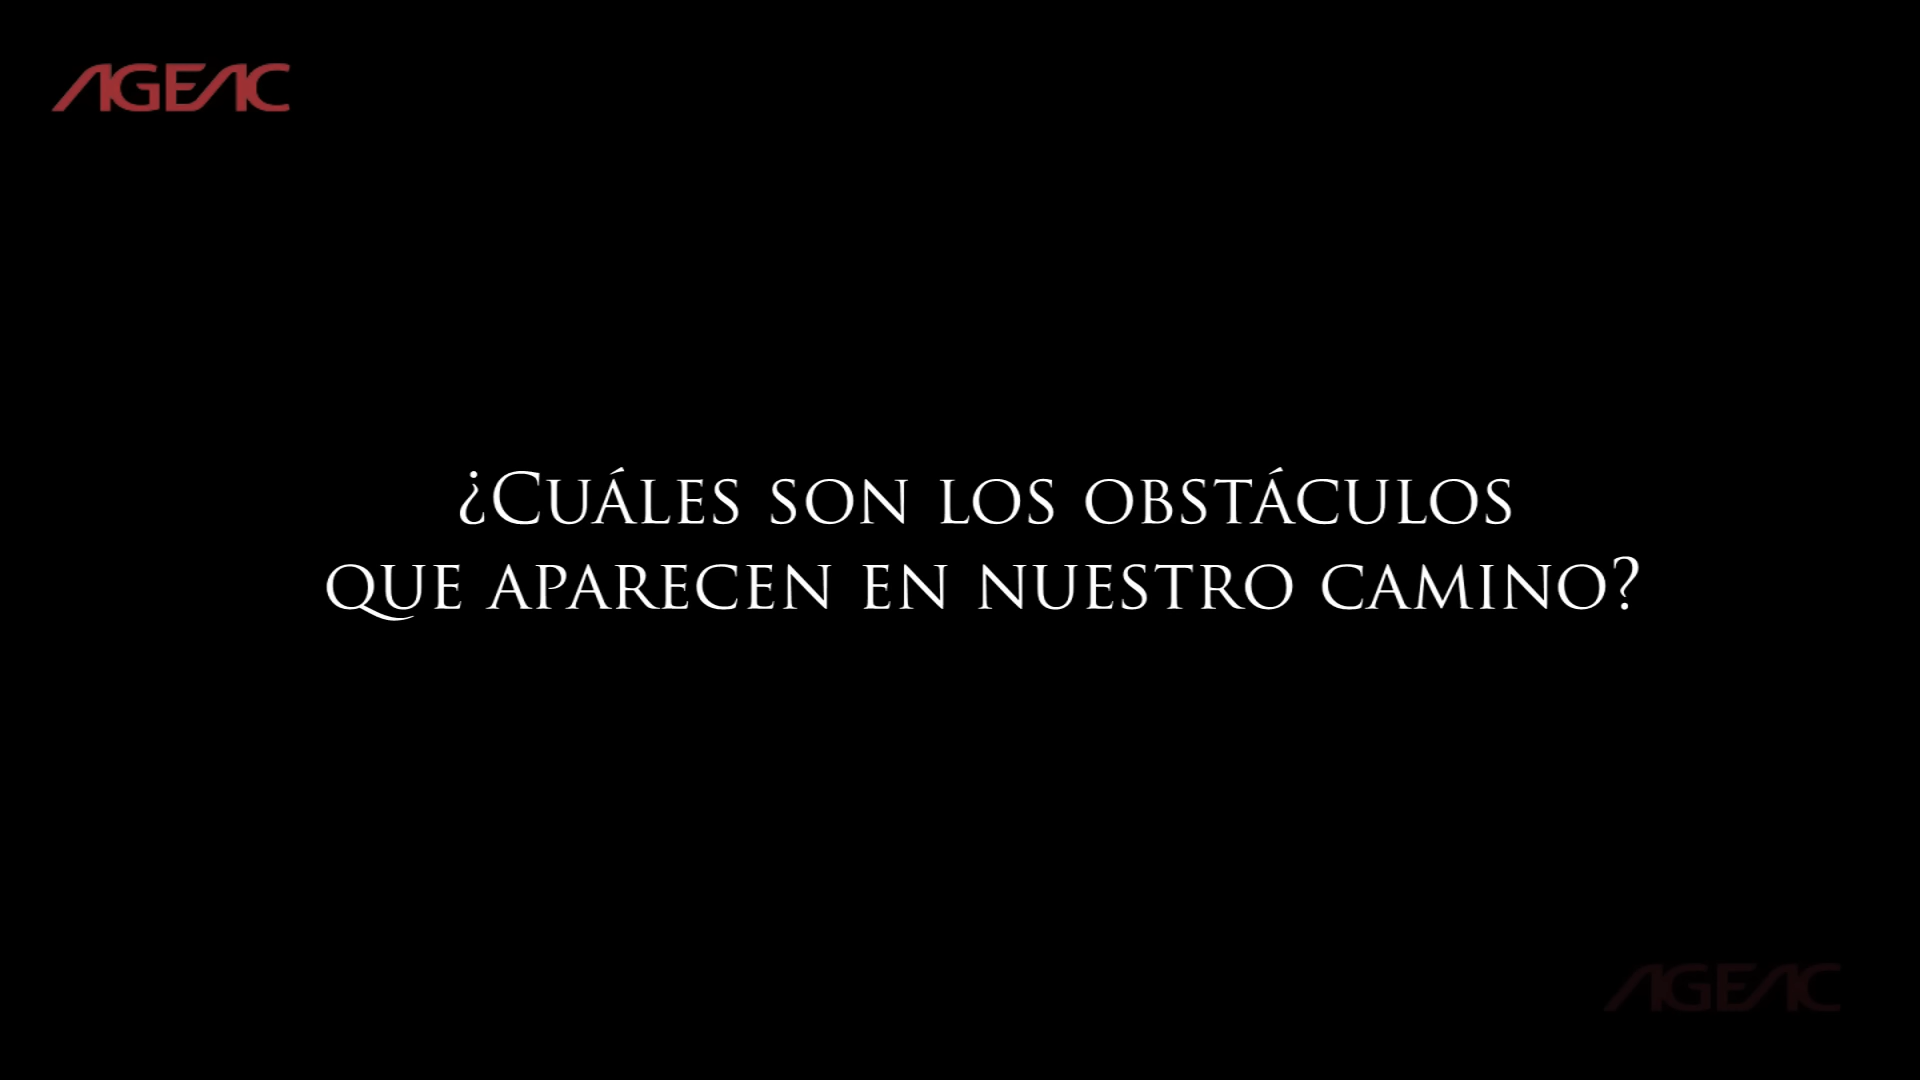 AGEAC
¿Cuáles son los obstáculos
que aparecen en nuestro camino?
AGEAC